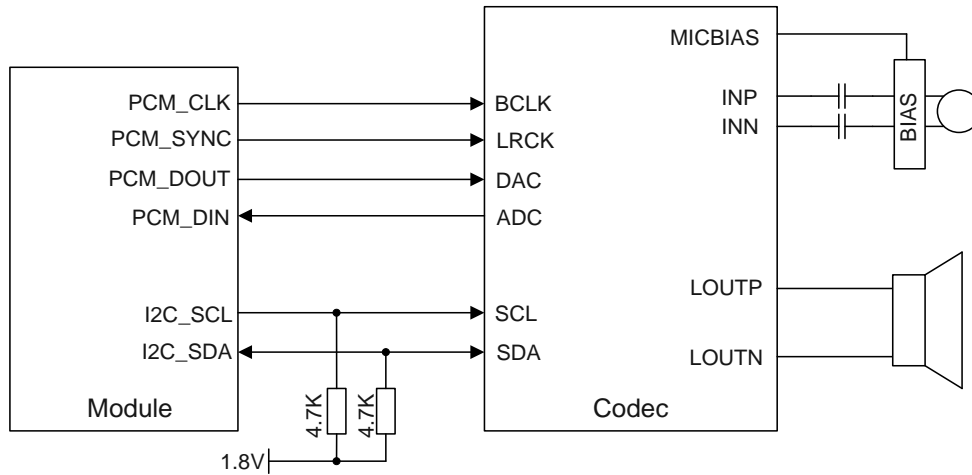 PCM_CLK
PCM_SYNC
PCM_DOUT
PCM_DIN
I2C_SCL
I2C_SDA
Module
4.7K
4.7K
1.8V
BCLK
LRCK
DAC
ADC
SCL
SDA
Codec
MICBIAS
INP
INN
LOUTP
LOUTN
BIAS